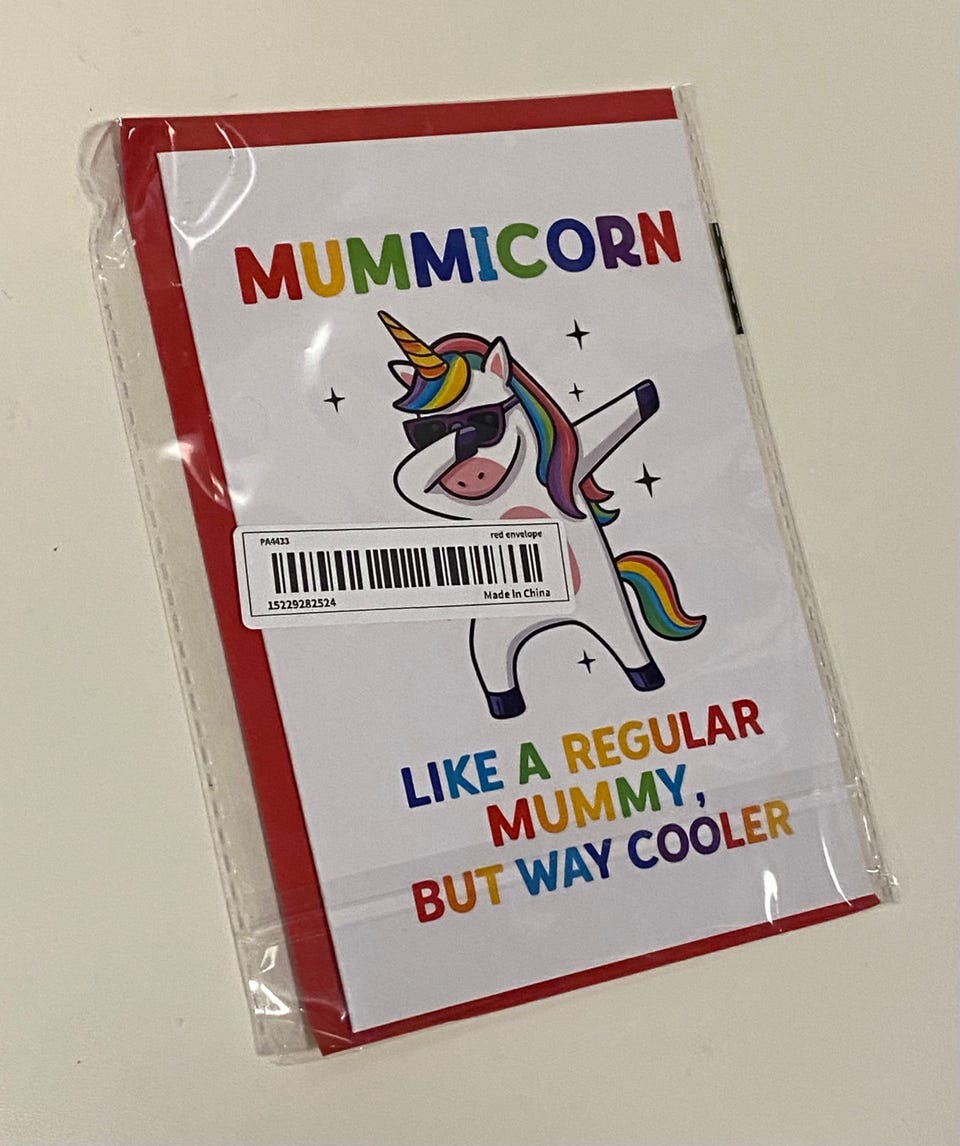 MUMMICORN
PA4433 red envelope
15229282524 Made In China
LIKE A REGULAR
MUMMY,
BUT WAY COOLER